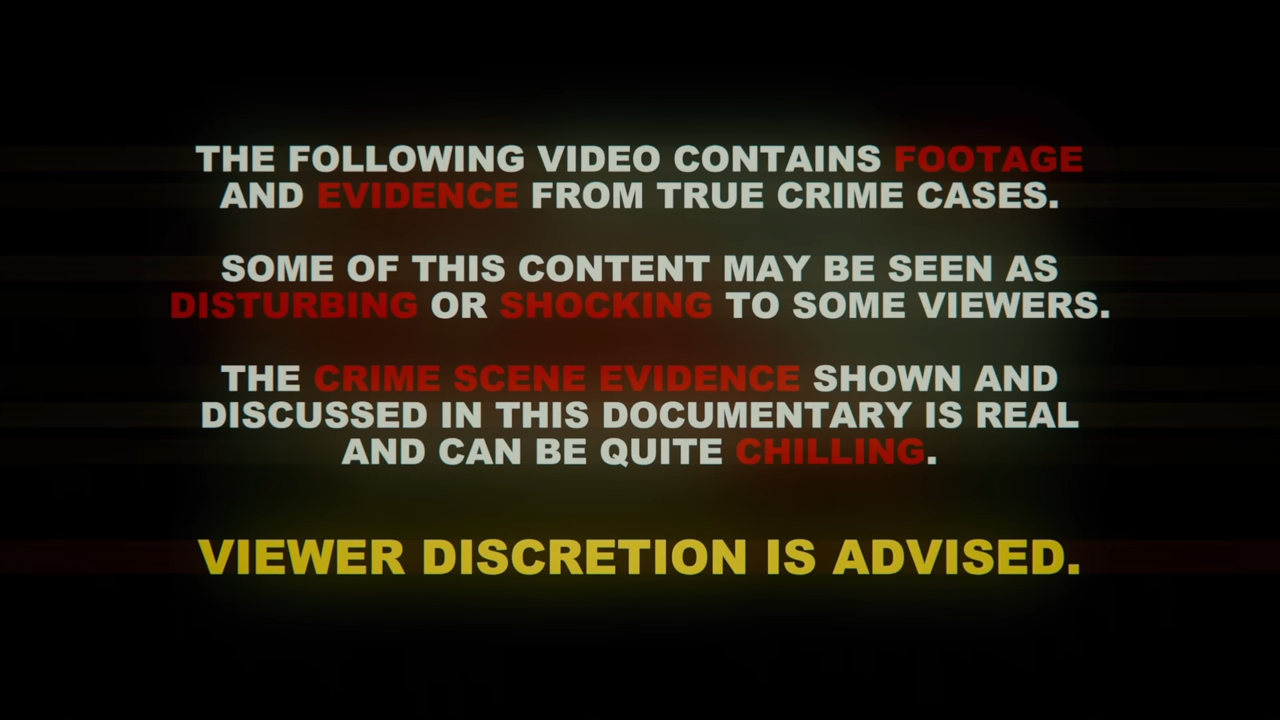 THE FOLLOWING VIDEO CONTAINS FOOTAGE
AND EVIDENCE FROM TRUE CRIME CASES.
SOME OF THIS CONTENT MAY BE SEEN AS
DISTURBING OR SHOCKING TO SOME VIEWERS.
THE CRIME SCENE EVIDENCE SHOWN AND
DISCUSSED IN THIS DOCUMENTARY IS REAL
AND CAN BE QUITE CHILLING.
VIEWER DISCRETION IS ADVISED.